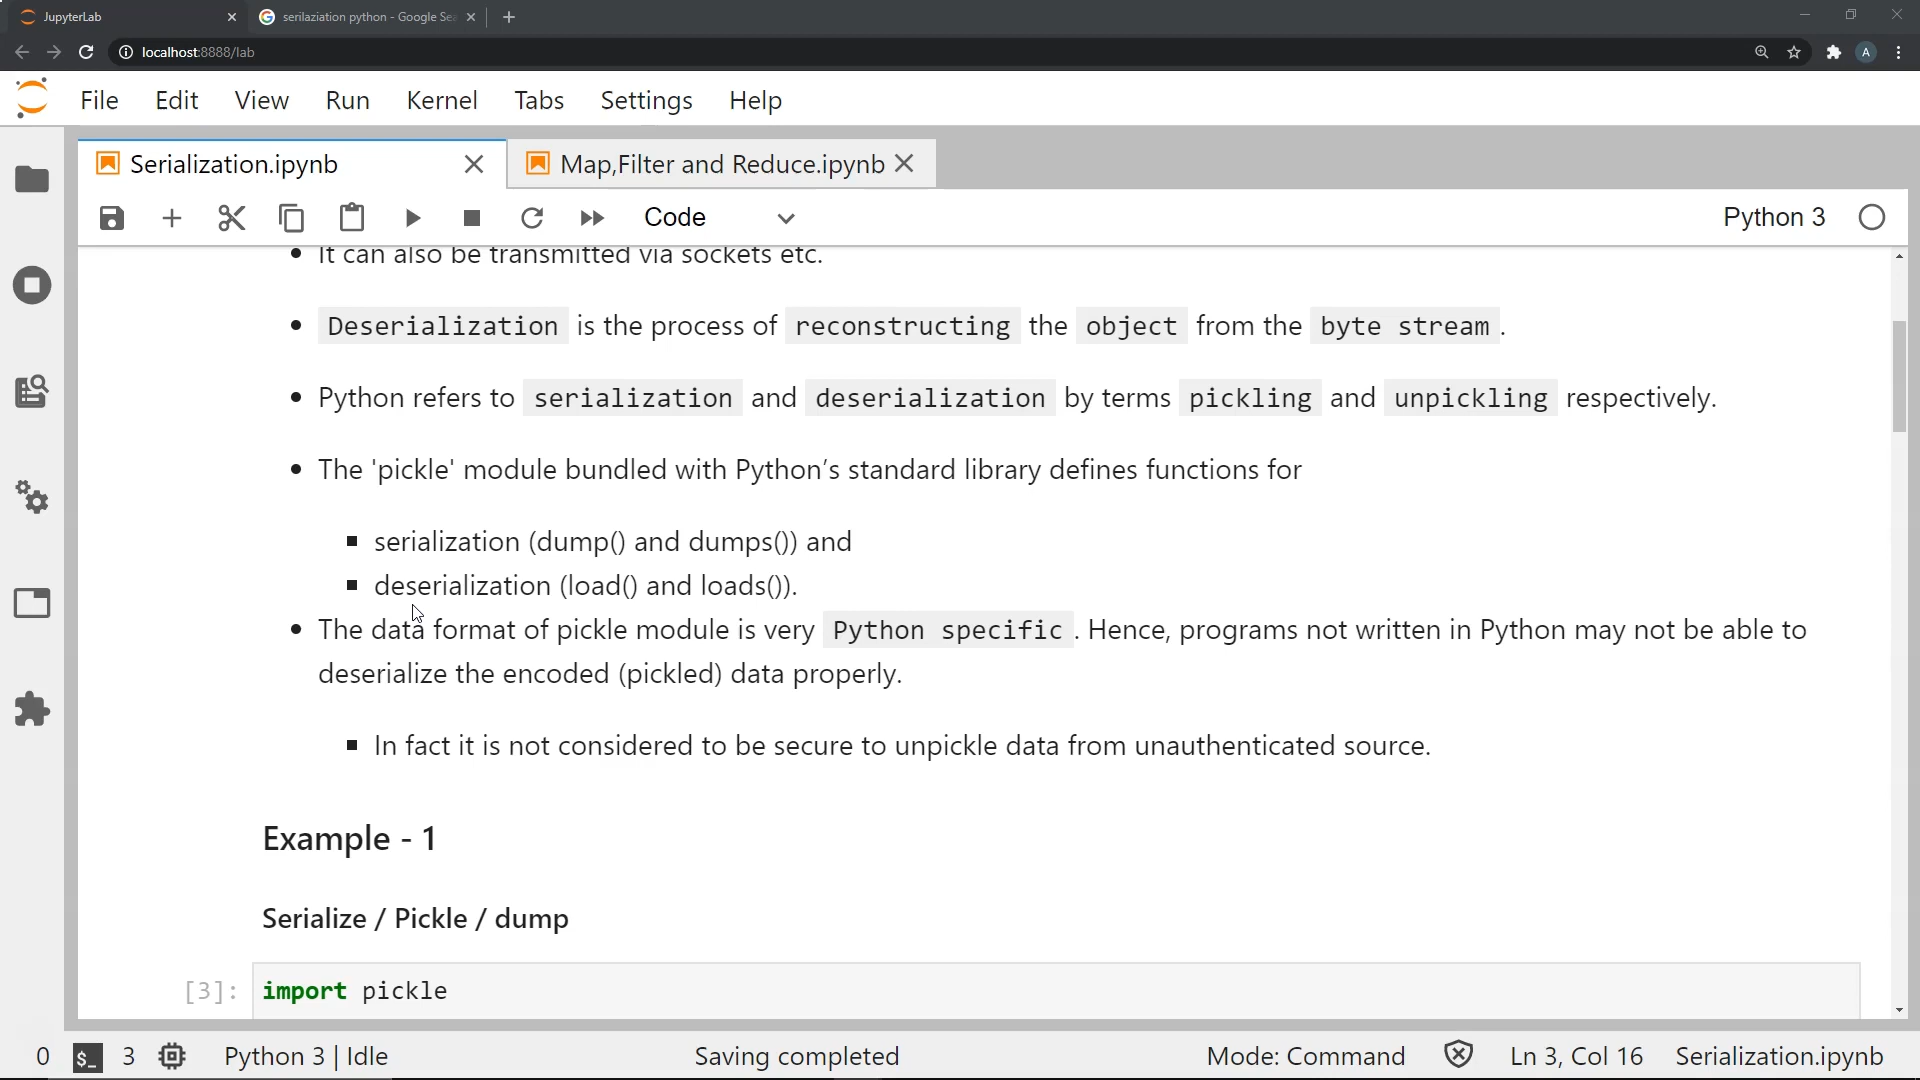 JupyterLab
serilaziation python - Google Sea
localhost:8888/lab
A
File Edit View Run Kernel Tabs Settings Help
Serialization.ipynb
Map,Filter and Reduce.ipynb
Code
Python 3
It can also be transmitted via sockets etc.
Deserialization is the process of reconstructing the object from the byte stream.
Python refers to serialization and deserialization by terms pickling and unpickling respectively.
The 'pickle' module bundled with Python’s standard library defines functions for
serialization (dump() and dumps()) and
deserialization (load() and loads()).
The data format of pickle module is very Python specific. Hence, programs not written in Python may not be able to
deserialize the encoded (pickled) data properly.
In fact it is not considered to be secure to unpickle data from unauthenticated source.
Example - 1
Serialize / Pickle / dump
[3]: import pickle
0 $_ 3 Python 3 | Idle Saving completed Mode: Command Ln 3, Col 16 Serialization.ipynb